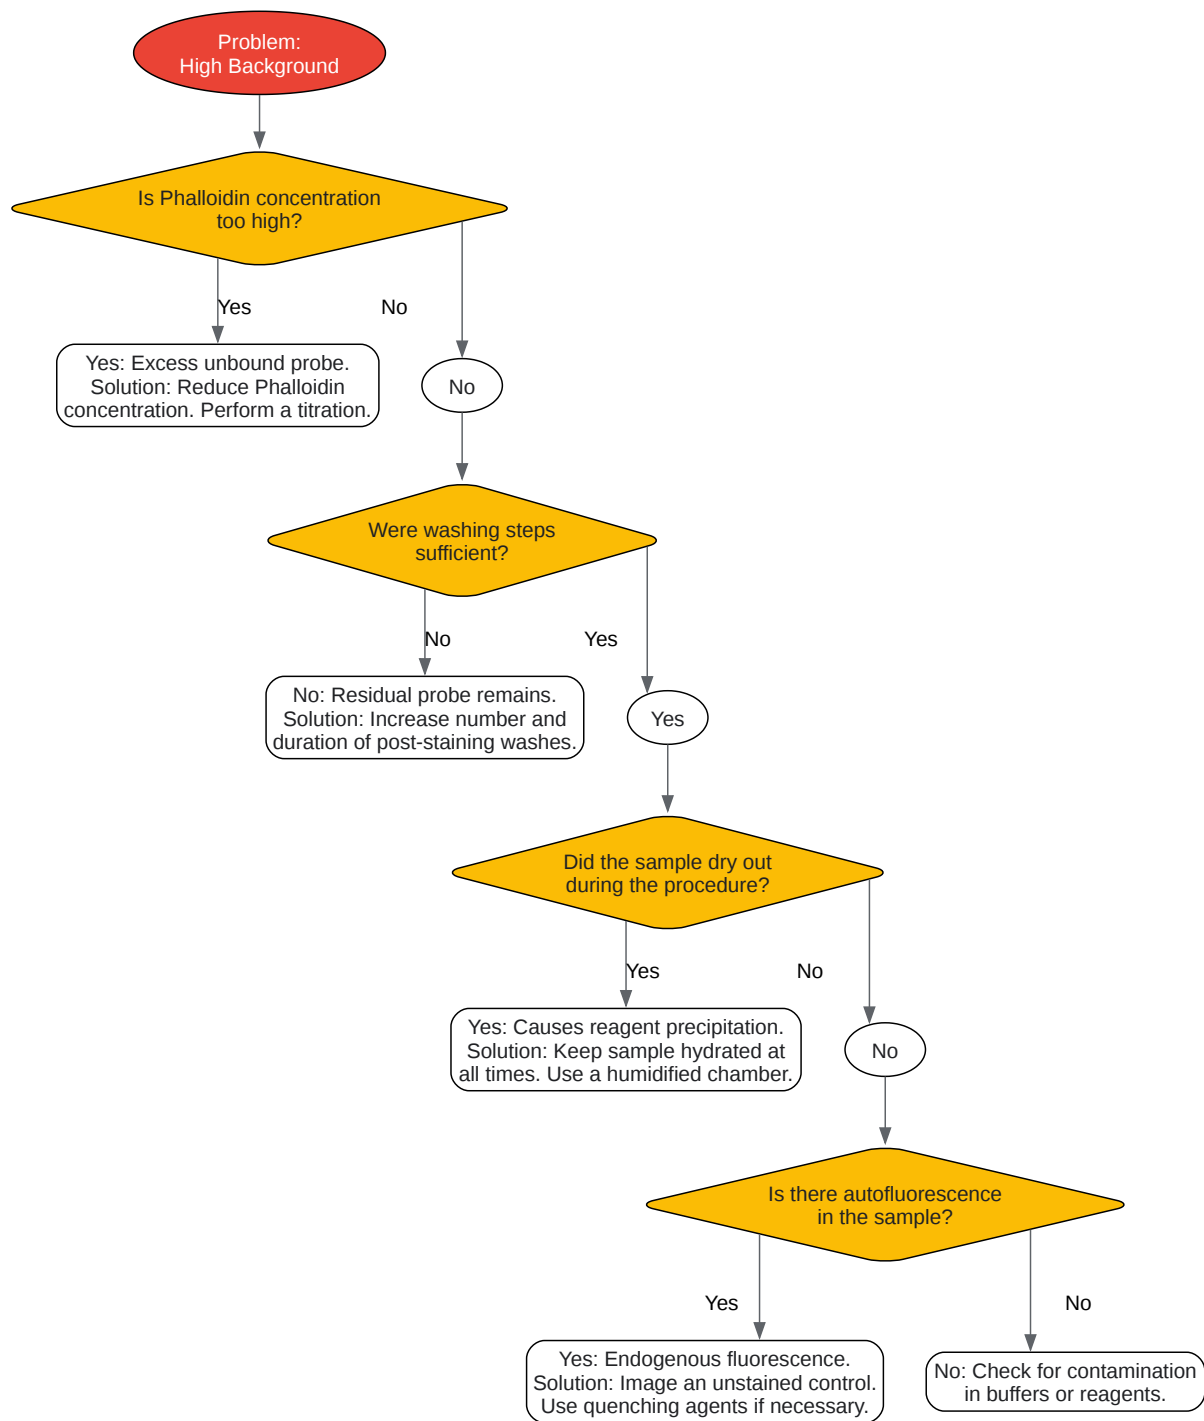 Problem:
High Background
Is Phalloidin concentration
too high?
Yes
No
Yes: Excess unbound probe.
Solution: Reduce Phalloidin
concentration. Perform a titration.
No
Were washing steps
sufficient?
No
Yes
No: Residual probe remains.
Solution: Increase number and
duration of post-staining washes.
Yes
Did the sample dry out
during the procedure?
Yes
No
Yes: Causes reagent precipitation.
Solution: Keep sample hydrated at
all times. Use a humidified chamber.
No
Is there autofluorescence
in the sample?
Yes
No
Yes: Endogenous fluorescence.
Solution: Image an unstained control.
Use quenching agents if necessary.
No: Check for contamination
in buffers or reagents.